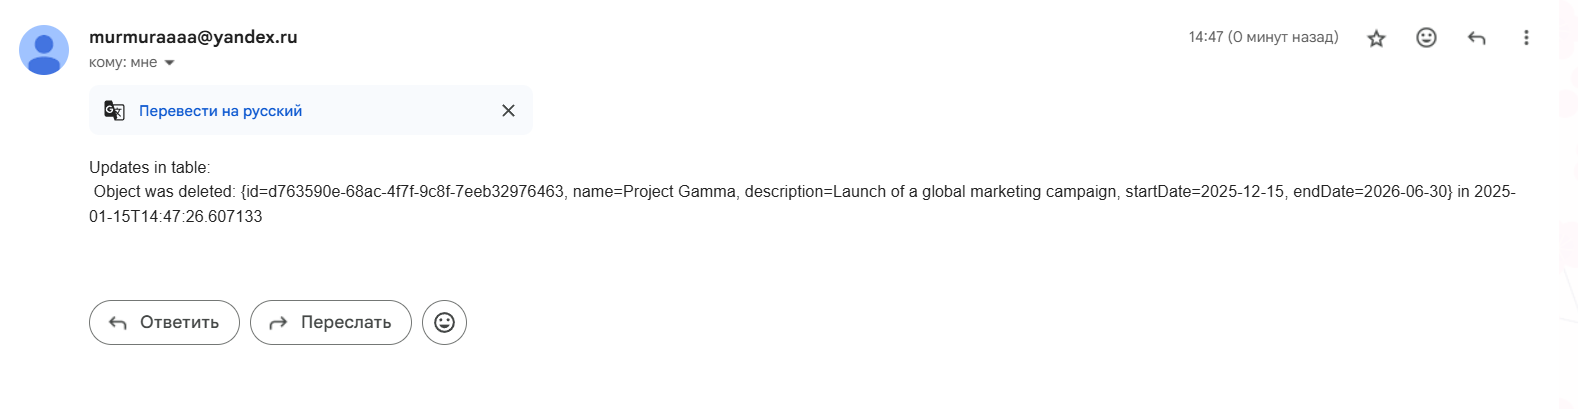 murmuraaaa@yandex.ru
14:47 (0 минут назад)
кому: мне
Перевести на русский
Updates in table:
Object was deleted: {id=d763590e-68ac-4f7f-9c8f-7eeb32976463, name=Project Gamma, description=Launch of a global marketing campaign, startDate=2025-12-15, endDate=2026-06-30} in 2025-
01-15T14:47:26.607133
Ответить
Переслать